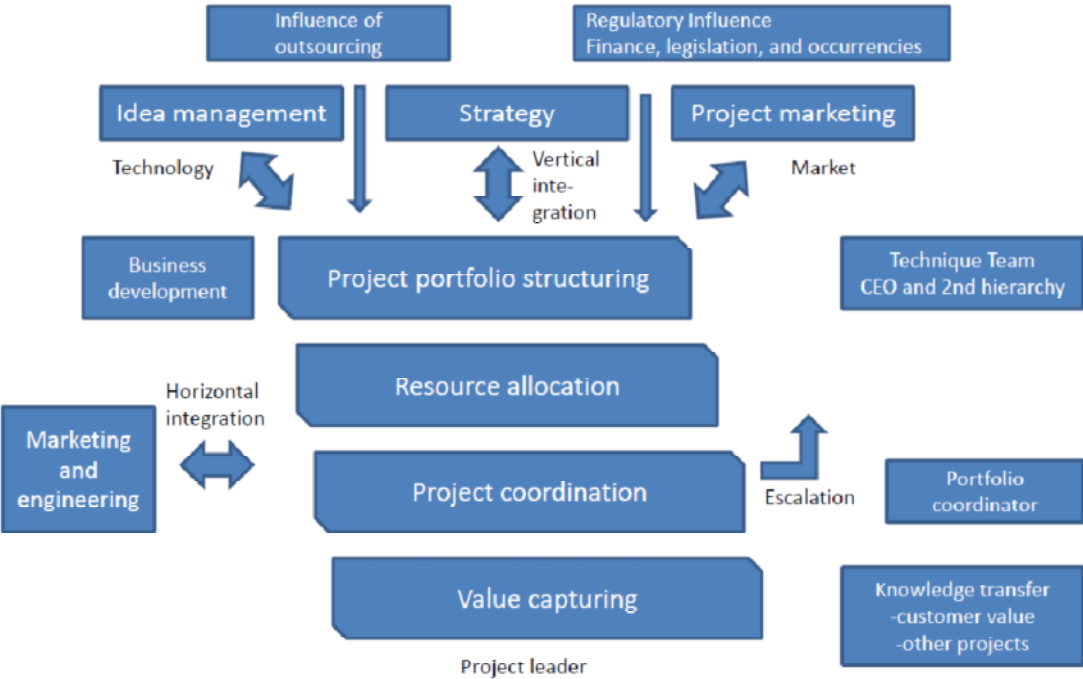 Influence of
outsourcing
Regulatory Influence
Finance, legislation, and occurrencies
Idea management
Strategy
Project marketing
Technology
Vertical
inte-
gration
Market
Business
development
Project portfolio structuring
Technique Team
CEO and 2nd hierarchy
Resource allocation
Horizontal
integration
Marketing
and
engineering
Project coordination
Escalation
Portfolio
coordinator
Value capturing
Knowledge transfer
-customer value
-other projects
Project leader